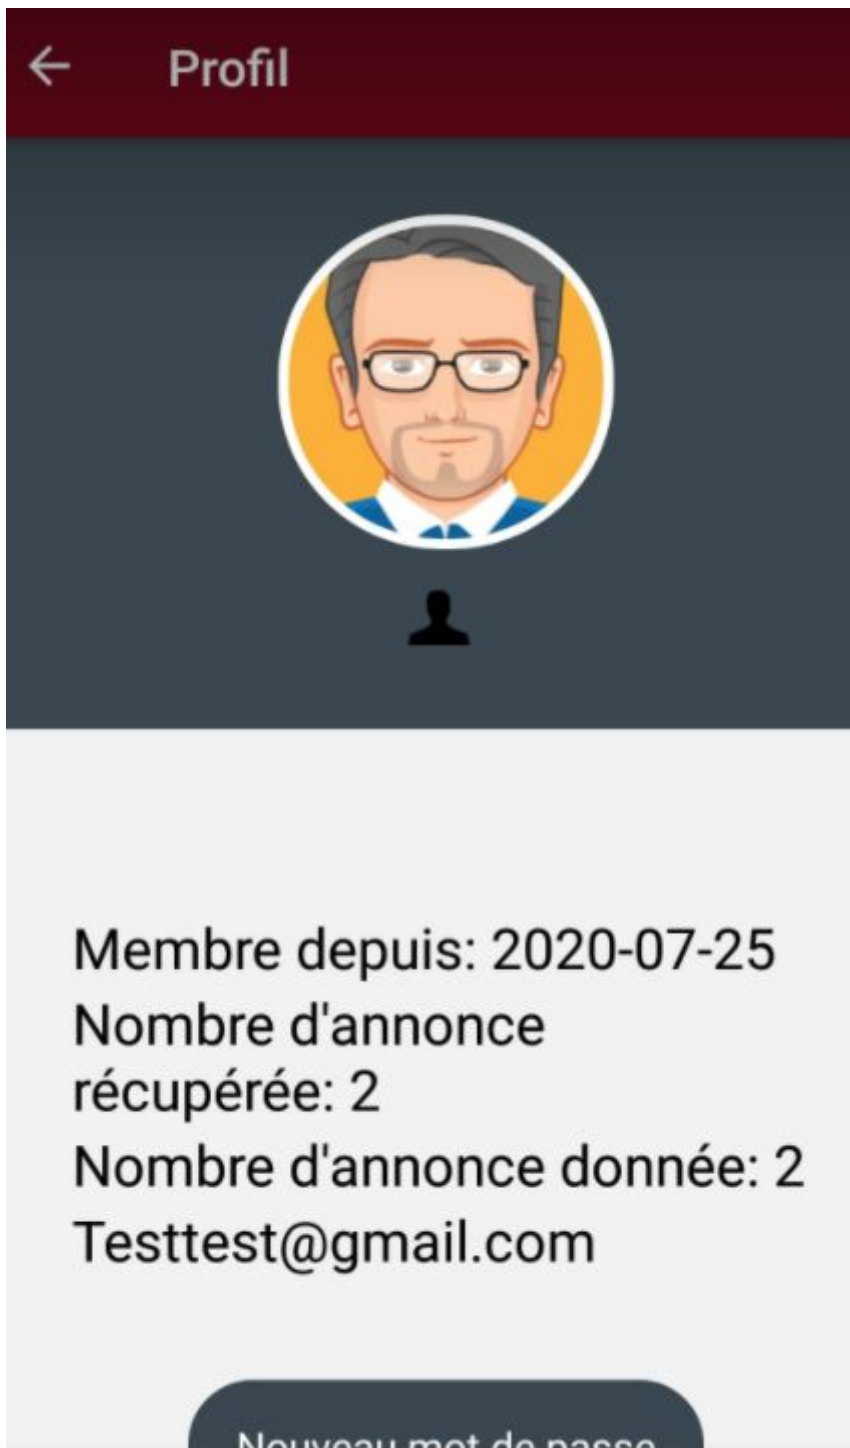 Profil
Membre depuis: 2020-07-25
Nombre d'annonce
récupérée: 2
Nombre d'annonce donnée: 2
Testtest@gmail.com
Nouveau mot de passe